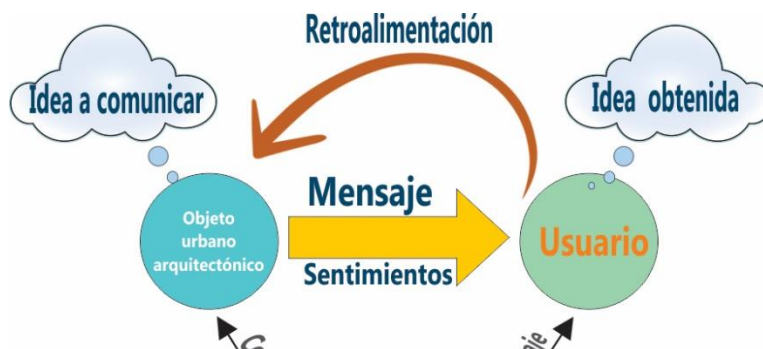 Retroalimentación
Idea a comunicar
Idea obtenida
Mensaje
Objeto
urbano
arquitectónico
Usuario
Sentimientos